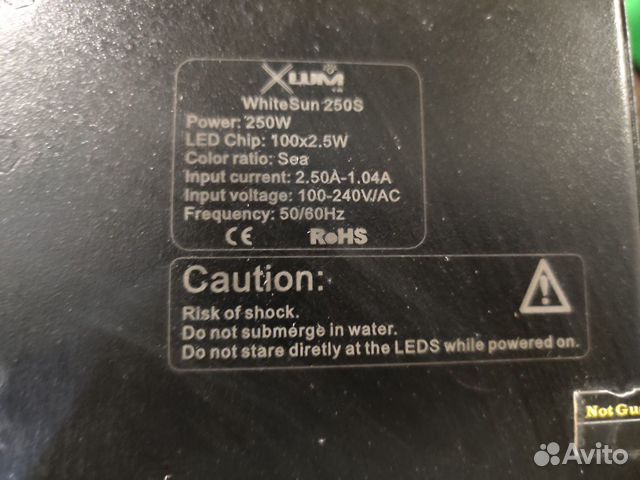 XLUM
WhiteSun 250S
Power: 250W
LED Chip: 100x2.5W
Color ratio: Sea
Input current: 2.50A-1.04A
Input voltage: 100-240V/AC
Frequency: 50/60Hz
CE RoHS
Caution:
Risk of shock.
Do not submerge in water.
Do not stare diretly at the LEDS while powered on.
Not Gu
Avito